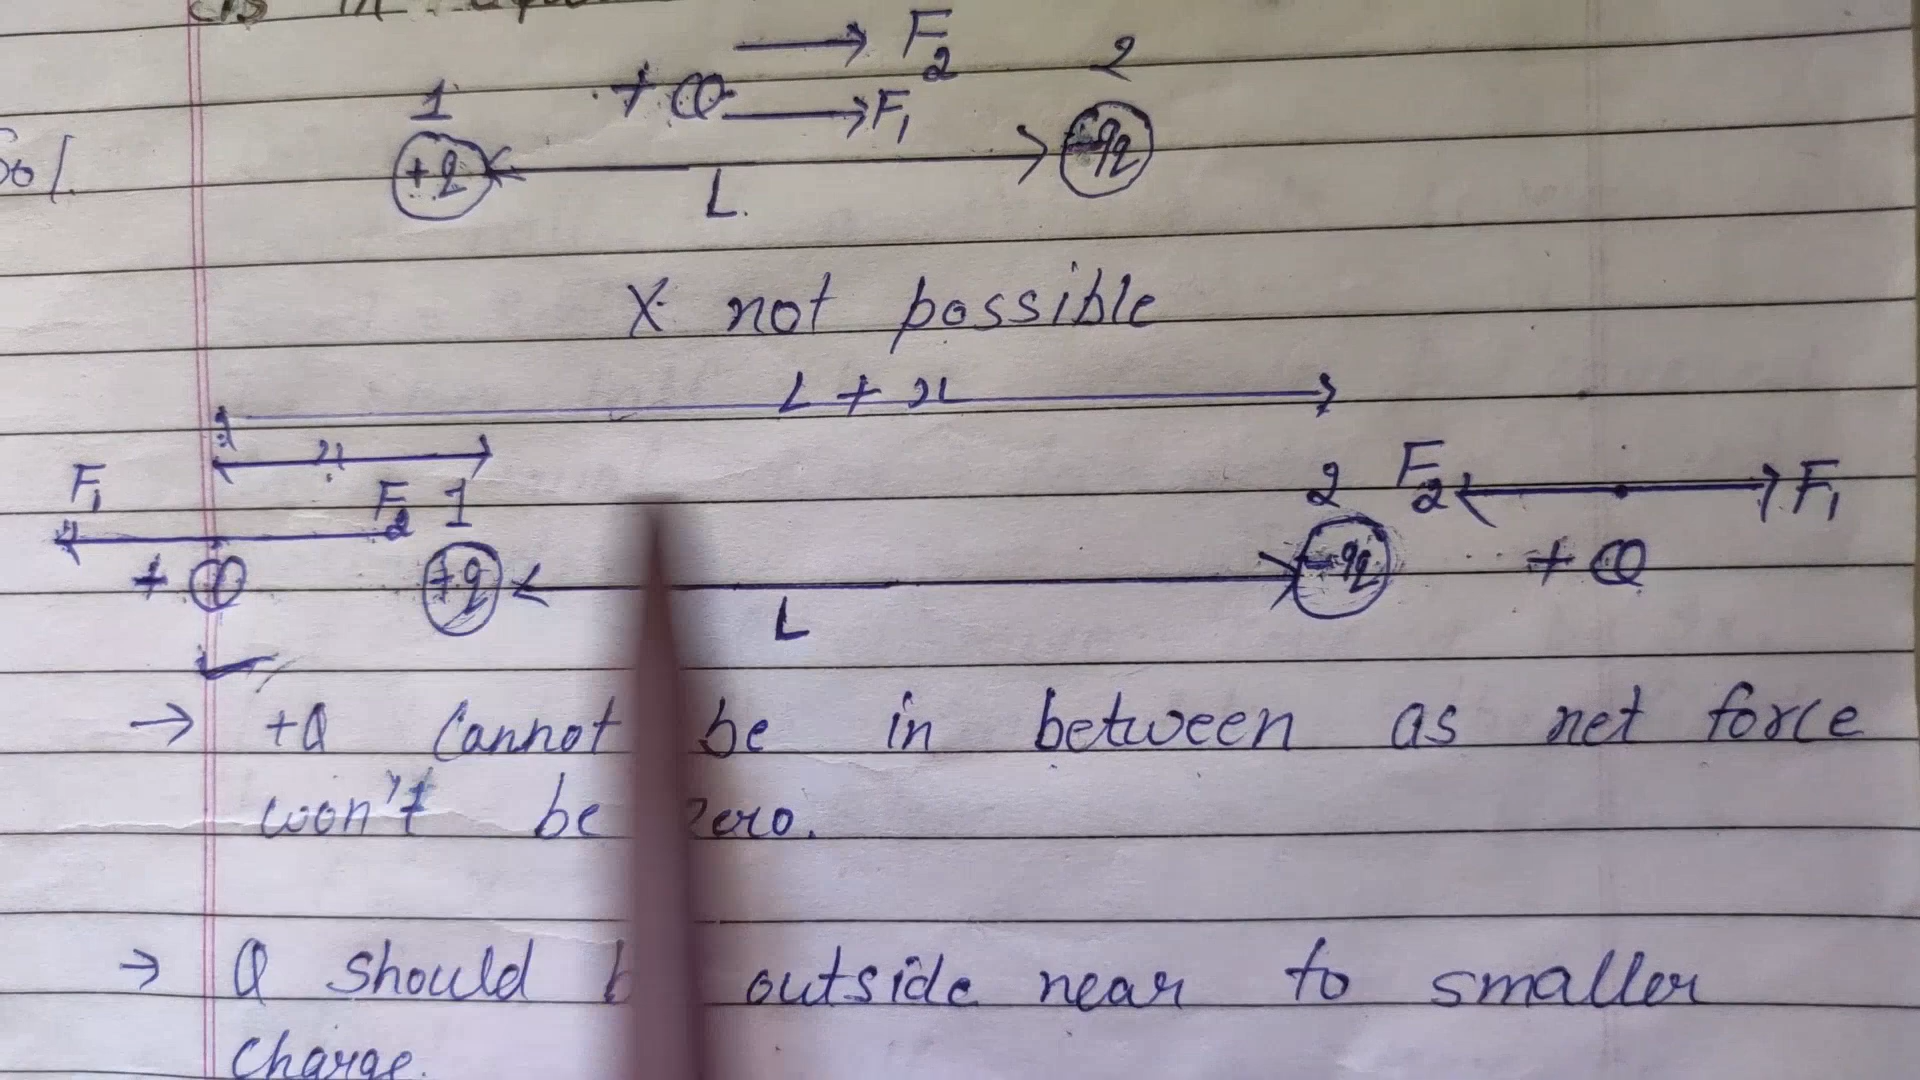 F2
1 + Q 2
F1
Sol.
+q -9q
L
X not possible
L + x
x
F1 F2 1 2 F2 F1
+ Q +q -9q + Q
L
→ +Q cannot be in between as net force
won't be zero.
→ Q should outside near to smaller
charge.